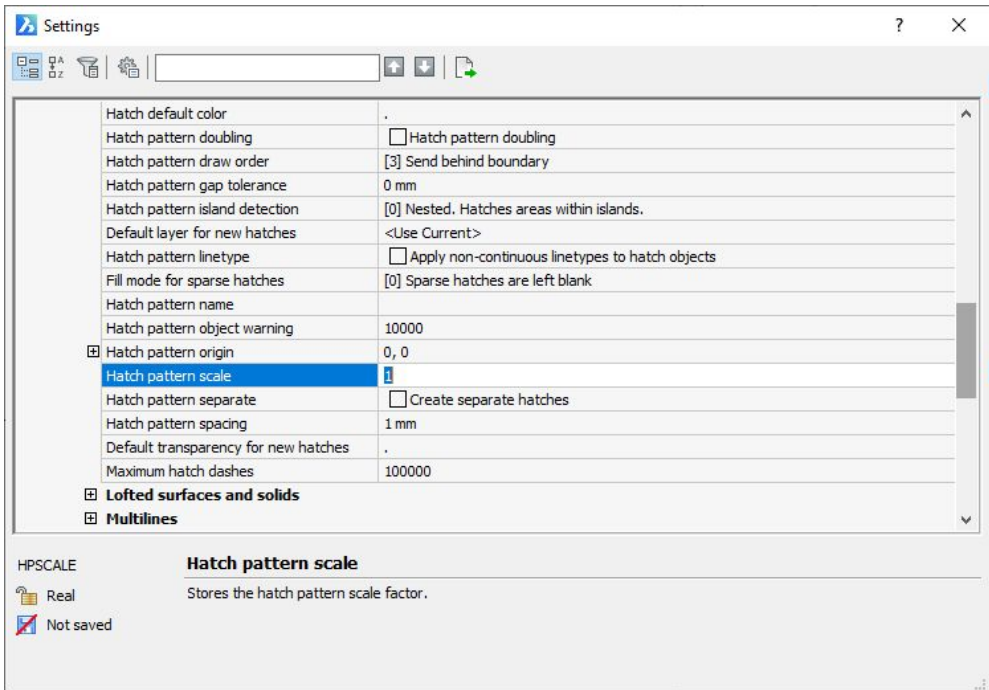 Settings
?
Hatch default color .
Hatch pattern doubling Hatch pattern doubling
Hatch pattern draw order [3] Send behind boundary
Hatch pattern gap tolerance 0 mm
Hatch pattern island detection [0] Nested. Hatches areas within islands.
Default layer for new hatches <Use Current>
Hatch pattern linetype Apply non-continuous linetypes to hatch objects
Fill mode for sparse hatches [0] Sparse hatches are left blank
Hatch pattern name
Hatch pattern object warning 10000
Hatch pattern origin 0, 0
Hatch pattern scale 1
Hatch pattern separate Create separate hatches
Hatch pattern spacing 1 mm
Default transparency for new hatches .
Maximum hatch dashes 100000
Lofted surfaces and solids
Multilines
HPSCALE Hatch pattern scale
Real Stores the hatch pattern scale factor.
Not saved